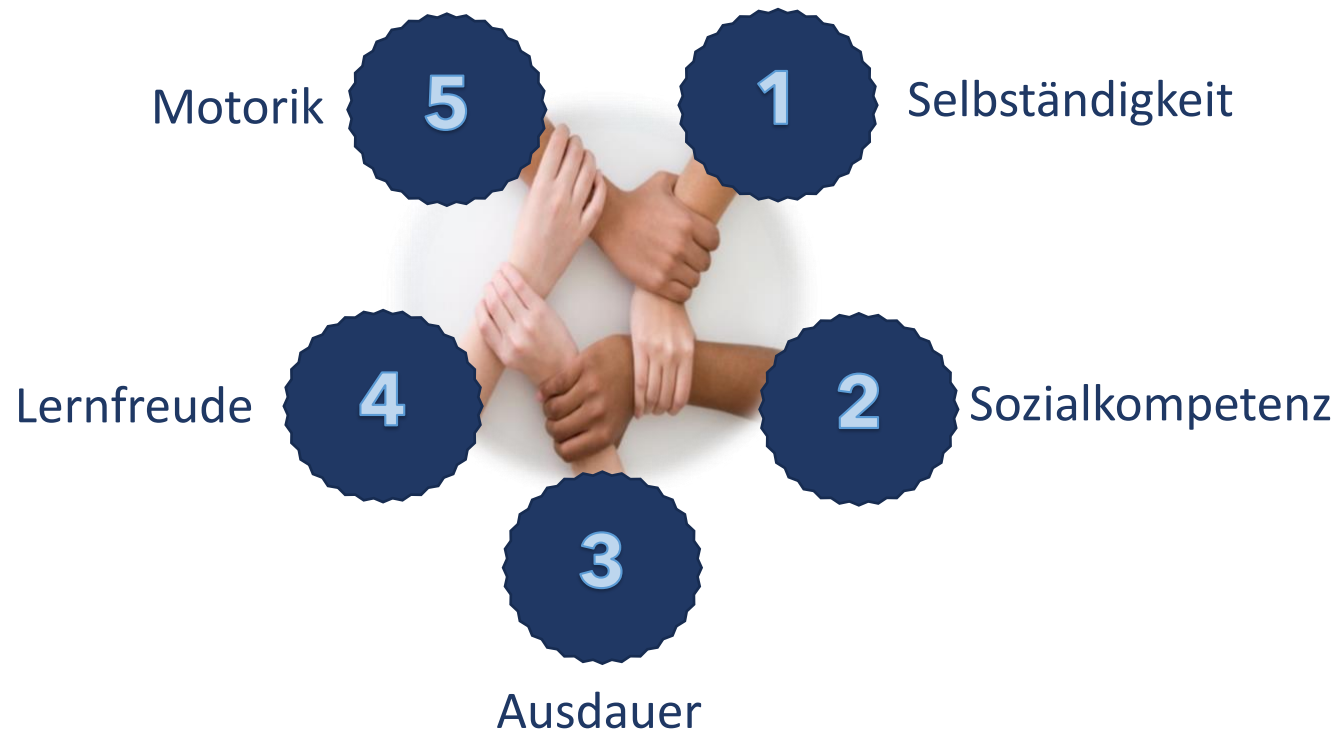 5
Motorik
1
Selbständigkeit
4
Lernfreude
2
Sozialkompetenz
3
Ausdauer